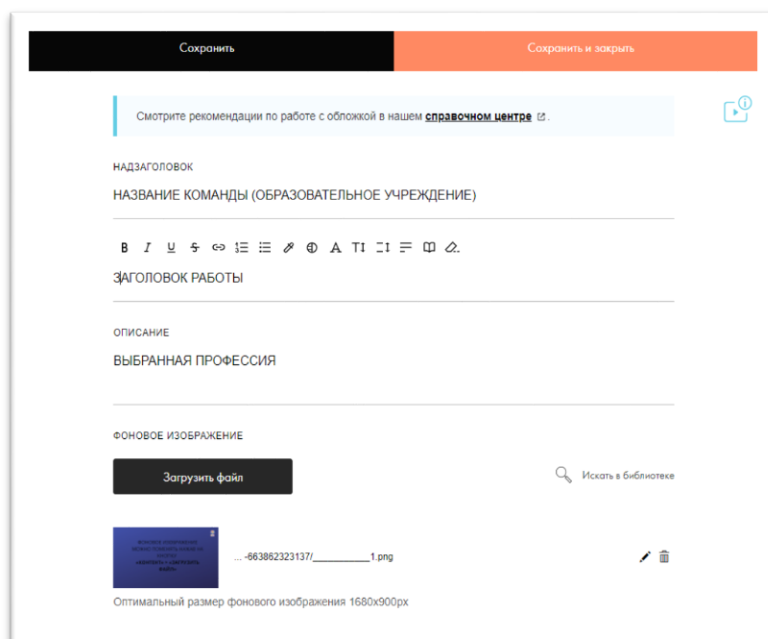 Сохранить
Сохранить и закрыть
Смотрите рекомендации по работе с обложкой в нашем справочном центре
НАДЗАГОЛОВОК
НАЗВАНИЕ КОМАНДЫ (ОБРАЗОВАТЕЛЬНОЕ УЧРЕЖДЕНИЕ)
ЗАГОЛОВОК РАБОТЫ
ОПИСАНИЕ
ВЫБРАННАЯ ПРОФЕССИЯ
ФОНОВОЕ ИЗОБРАЖЕНИЕ
Загрузить файл
Искать в библиотеке
... -663862323137/____________1.png
Оптимальный размер фонового изображения 1680x900px